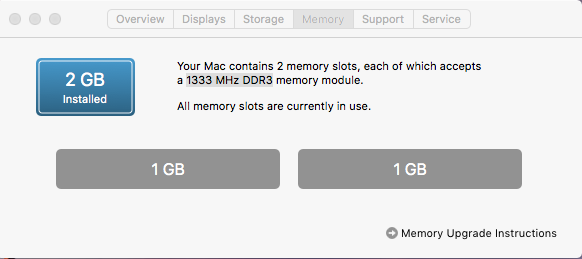 Overview Displays Storage Memory Support Service
2 GB
Installed
Your Mac contains 2 memory slots, each of which accepts
a 1333 MHz DDR3 memory module.
All memory slots are currently in use.
1 GB 1 GB
Memory Upgrade Instructions